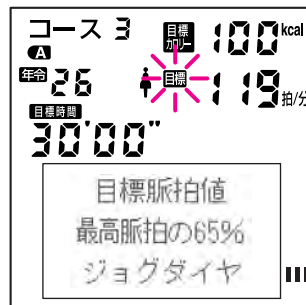 コース 3 目標カロリー 100 kcal
A
年令 26 目標 119 拍/分
目標時間
30'00"
目標脈拍値
最高脈拍の65%
ジョグダイヤ